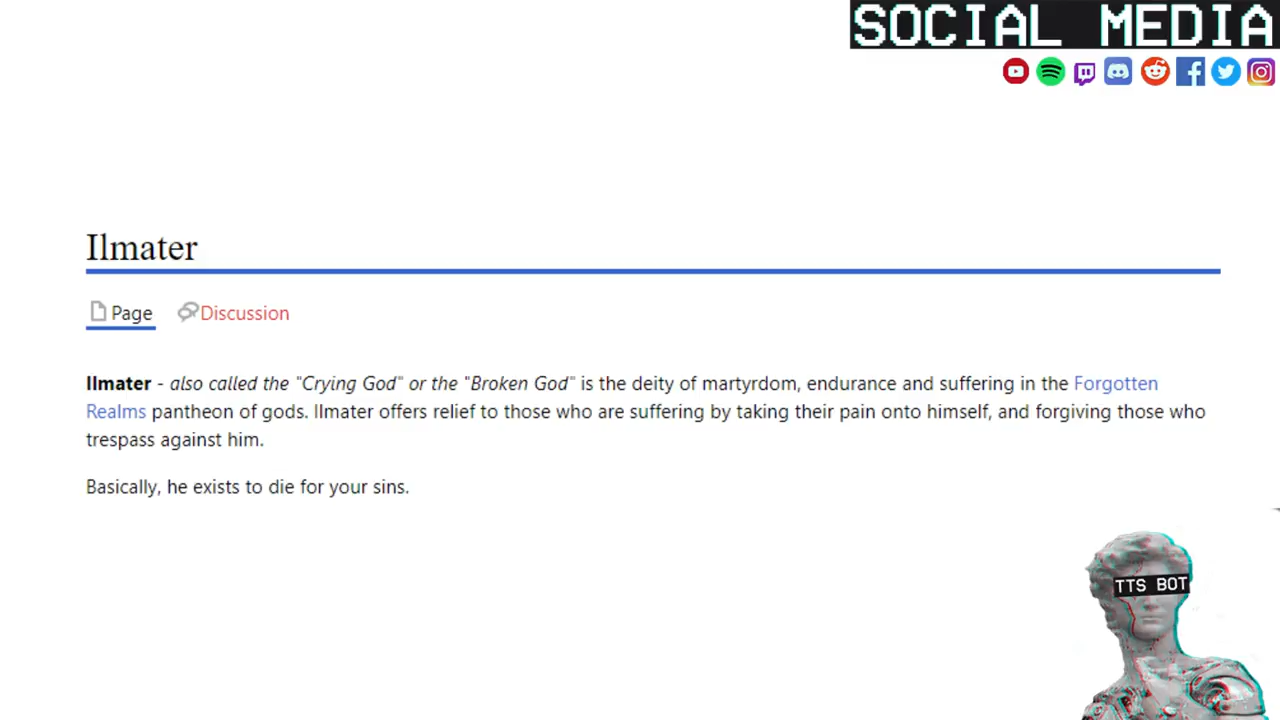 SOCIAL MEDIA
Ilmater
Page Discussion
Ilmater - also called the "Crying God" or the "Broken God" is the deity of martyrdom, endurance and suffering in the Forgotten
Realms pantheon of gods. Ilmater offers relief to those who are suffering by taking their pain onto himself, and forgiving those who
trespass against him.
Basically, he exists to die for your sins.
TTS BOT